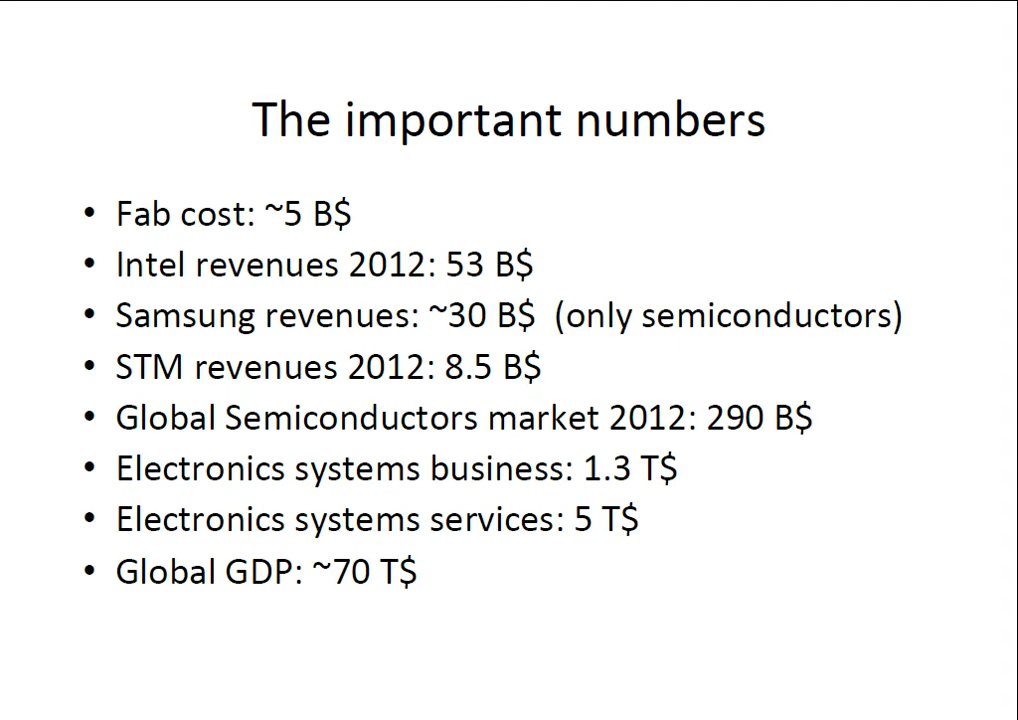 The important numbers
• Fab cost: ~5 B$
• Intel revenues 2012: 53 B$
• Samsung revenues: ~30 B$ (only semiconductors)
• STM revenues 2012: 8.5 B$
• Global Semiconductors market 2012: 290 B$
• Electronics systems business: 1.3 T$
• Electronics systems services: 5 T$
• Global GDP: ~70 T$